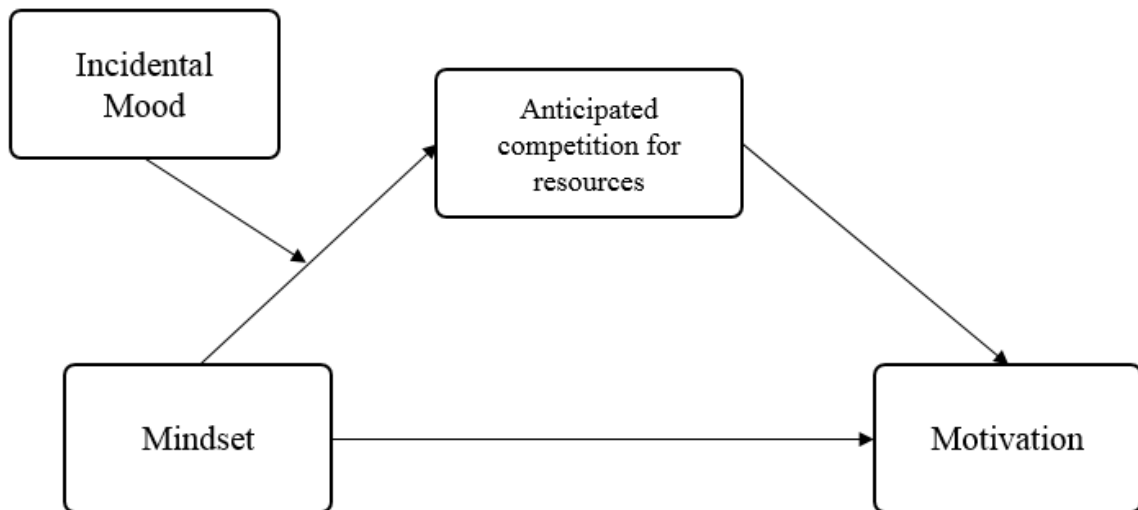 Incidental
Mood
Anticipated
competition for
resources
Mindset
Motivation